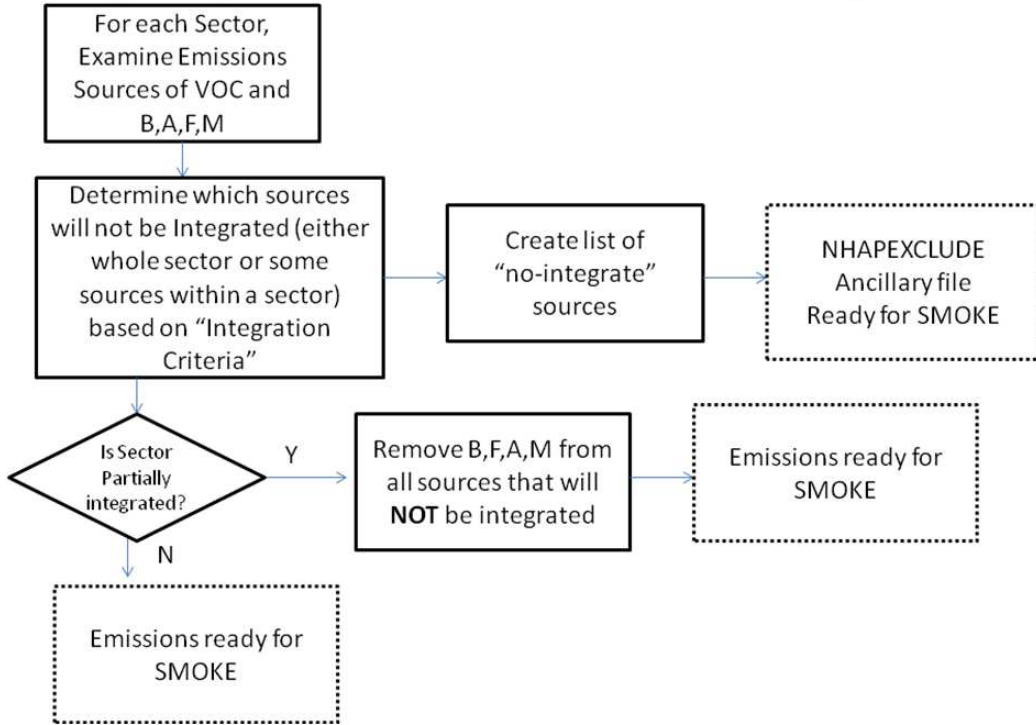 For each Sector,
Examine Emissions
Sources of VOC and
B,A,F,M
Determine which sources
will not be Integrated (either
whole sector or some
sources within a sector)
based on “Integration
Criteria”
Create list of
“no-integrate”
sources
NHAPEXCLUDE
Ancillary file
Ready for SMOKE
Is Sector
Partially
integrated?
Y
Remove B,F,A,M from
all sources that will
NOT be integrated
Emissions ready for
SMOKE
N
Emissions ready for
SMOKE